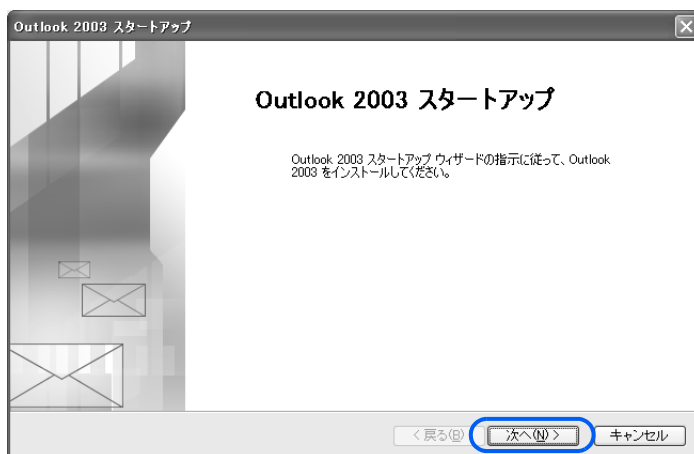 Outlook 2003 スタートアップ
Outlook 2003 スタートアップ
Outlook 2003 スタートアップ ウィザードの指示に従って、Outlook
2003 をインストールしてください。
< 戻る(B) 次へ(N) > キャンセル